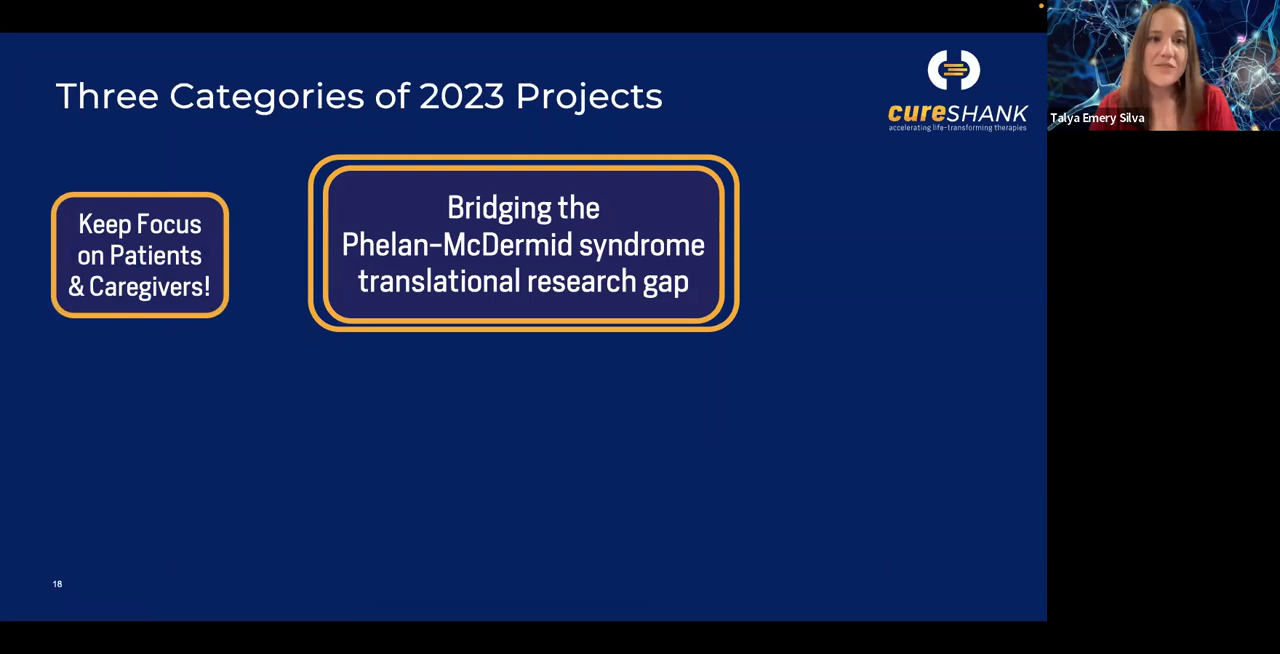 Three Categories of 2023 Projects
cureSHANK
accelerating life-transforming therapies
Talya Emery Silva
Keep Focus
on Patients
& Caregivers!
Bridging the
Phelan-McDermid syndrome
translational research gap
18